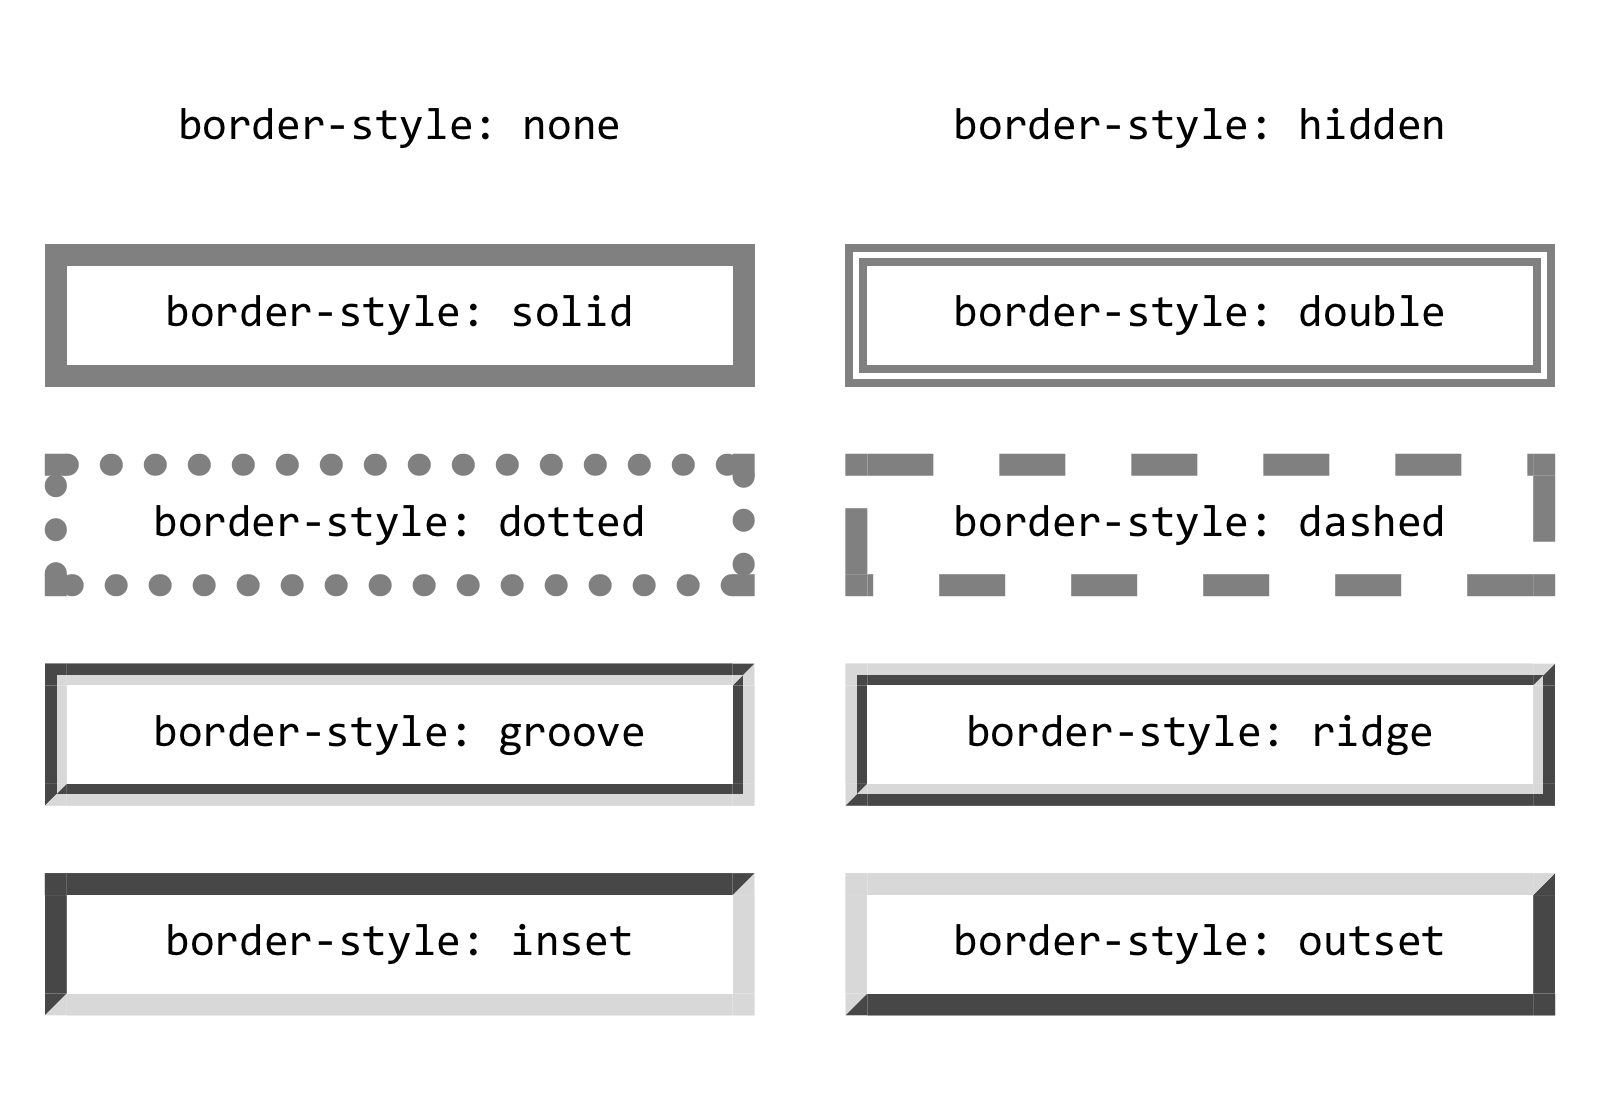 border-style: none
border-style: hidden
border-style: solid
border-style: double
border-style: dotted
border-style: dashed
border-style: groove
border-style: ridge
border-style: inset
border-style: outset